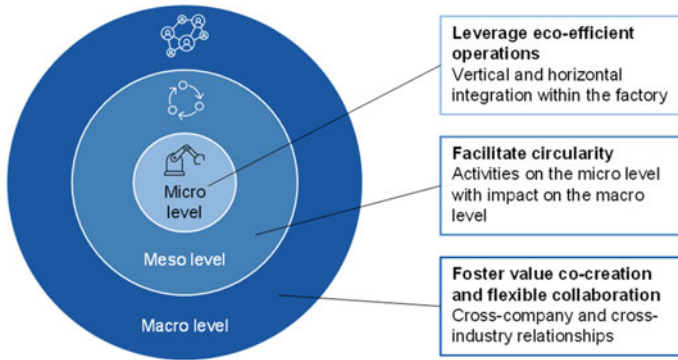 Micro
level
Meso level
Macro level
Leverage eco-efficient
operations
Vertical and horizontal
integration within the factory
Facilitate circularity
Activities on the micro level
with impact on the macro
level
Foster value co-creation
and flexible collaboration
Cross-company and cross-
industry relationships